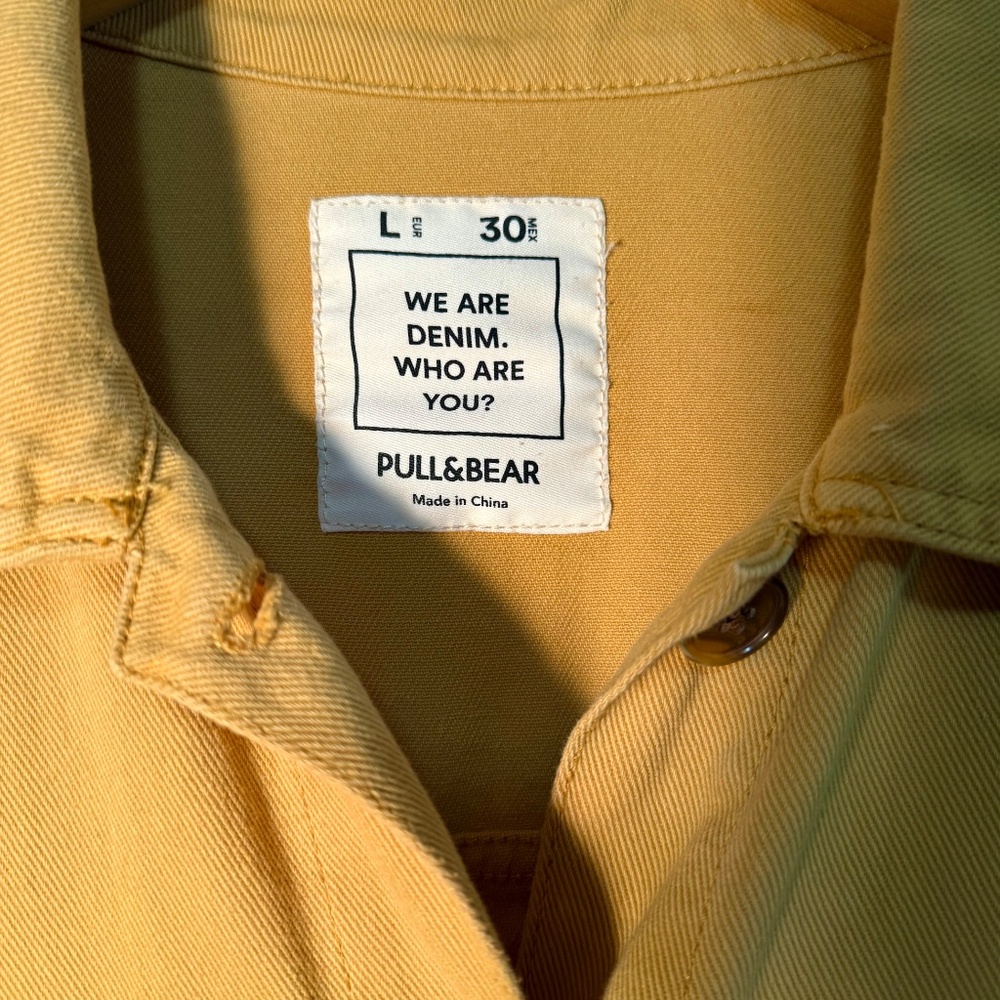 L EUR 30 MEX
WE ARE
DENIM.
WHO ARE
YOU?
PULL&BEAR
Made in China